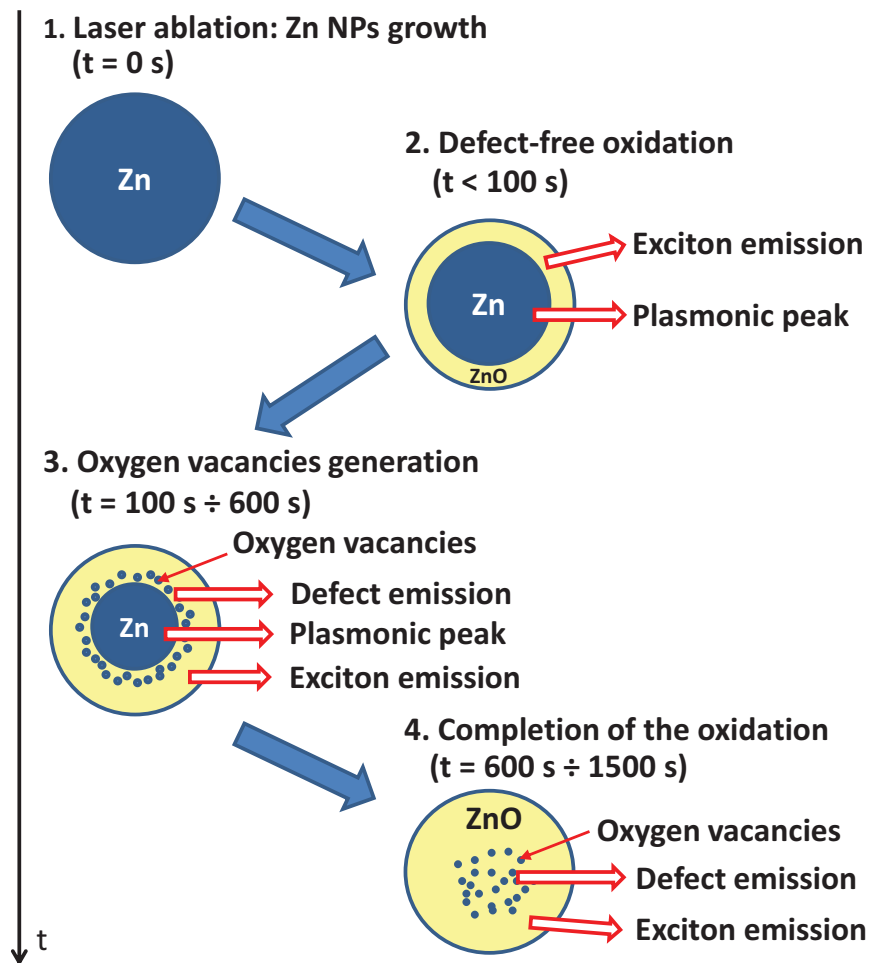 1. Laser ablation: Zn NPs growth
(t = 0 s)
Zn
2. Defect-free oxidation
(t < 100 s)
Exciton emission
Zn
Plasmonic peak
ZnO
3. Oxygen vacancies generation
(t = 100 s ÷ 600 s)
Oxygen vacancies
Defect emission
Zn
Plasmonic peak
Exciton emission
4. Completion of the oxidation
(t = 600 s ÷ 1500 s)
ZnO
Oxygen vacancies
Defect emission
Exciton emission
t